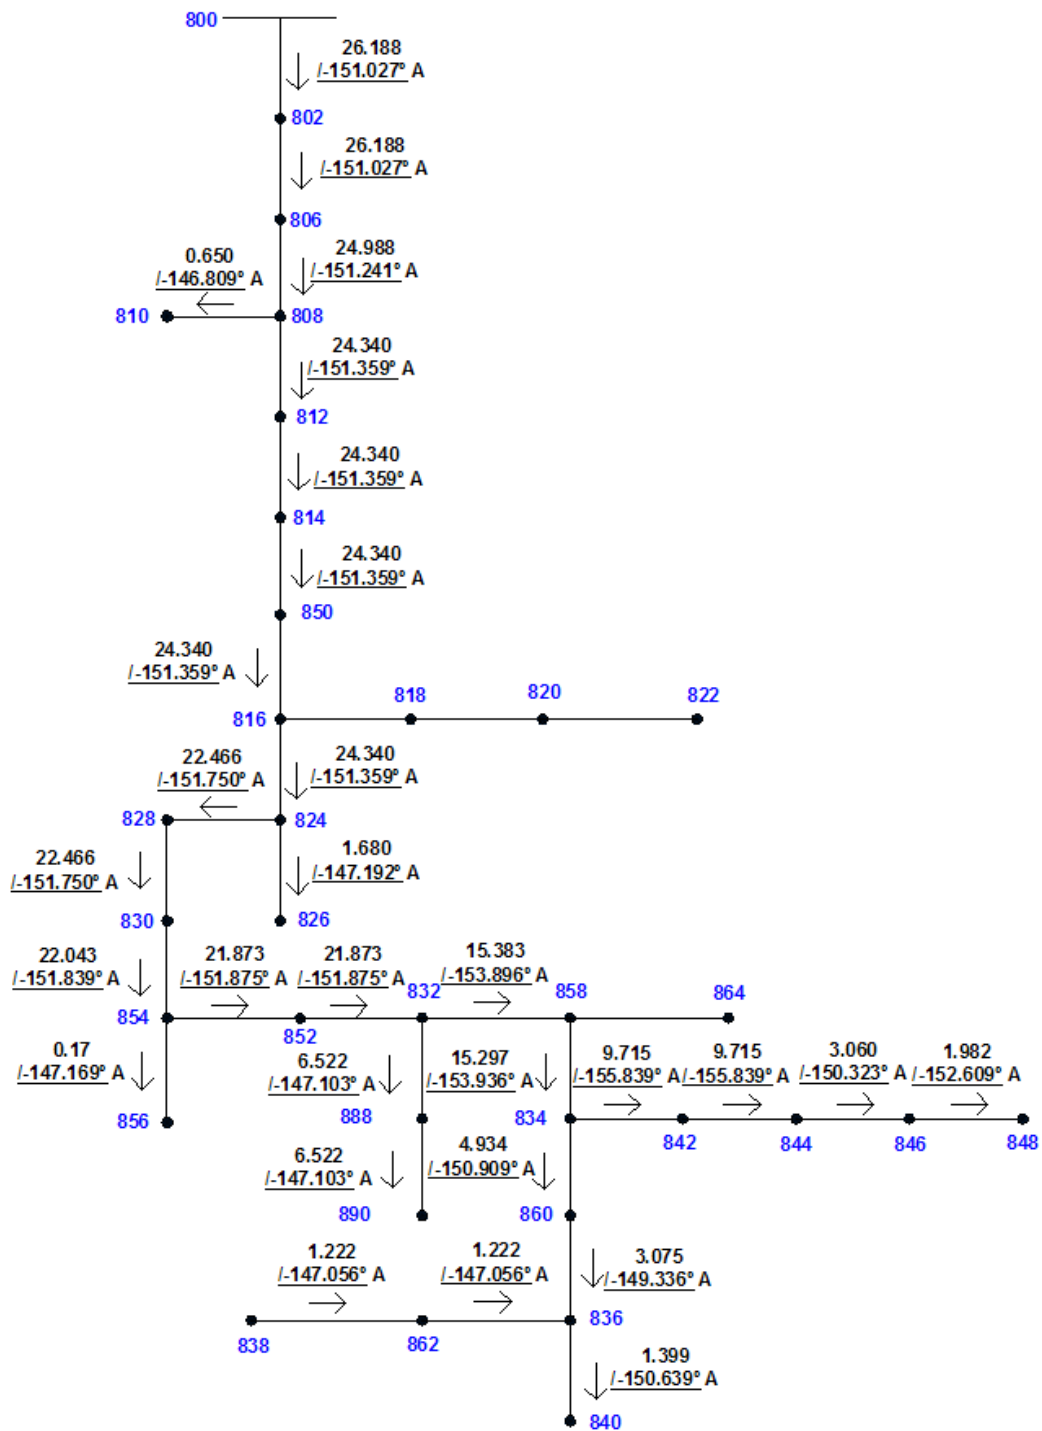 800
26.188
/-151.027° A
802
26.188
/-151.027° A
806
0.650
/-146.809° A
24.988
/-151.241° A
810
808
24.340
/-151.359° A
812
24.340
/-151.359° A
814
24.340
/-151.359° A
850
24.340
/-151.359° A
818
820
822
816
22.466
/-151.750° A
24.340
/-151.359° A
828
824
22.466
/-151.750° A
1.680
/-147.192° A
830
826
22.043
/-151.839° A
21.873
/-151.875° A
21.873
/-151.875° A
15.383
/-153.896° A
832
858
864
854
852
0.17
/-147.169° A
6.522
/-147.103° A
15.297
/-153.936° A
9.715
/-155.839° A
9.715
/-155.839° A
3.060
/-150.323° A
1.982
/-152.609° A
856
888
834
842
844
846
848
6.522
/-147.103° A
4.934
/-150.909° A
890
860
1.222
/-147.056° A
1.222
/-147.056° A
3.075
/-149.336° A
838
862
836
1.399
/-150.639° A
840